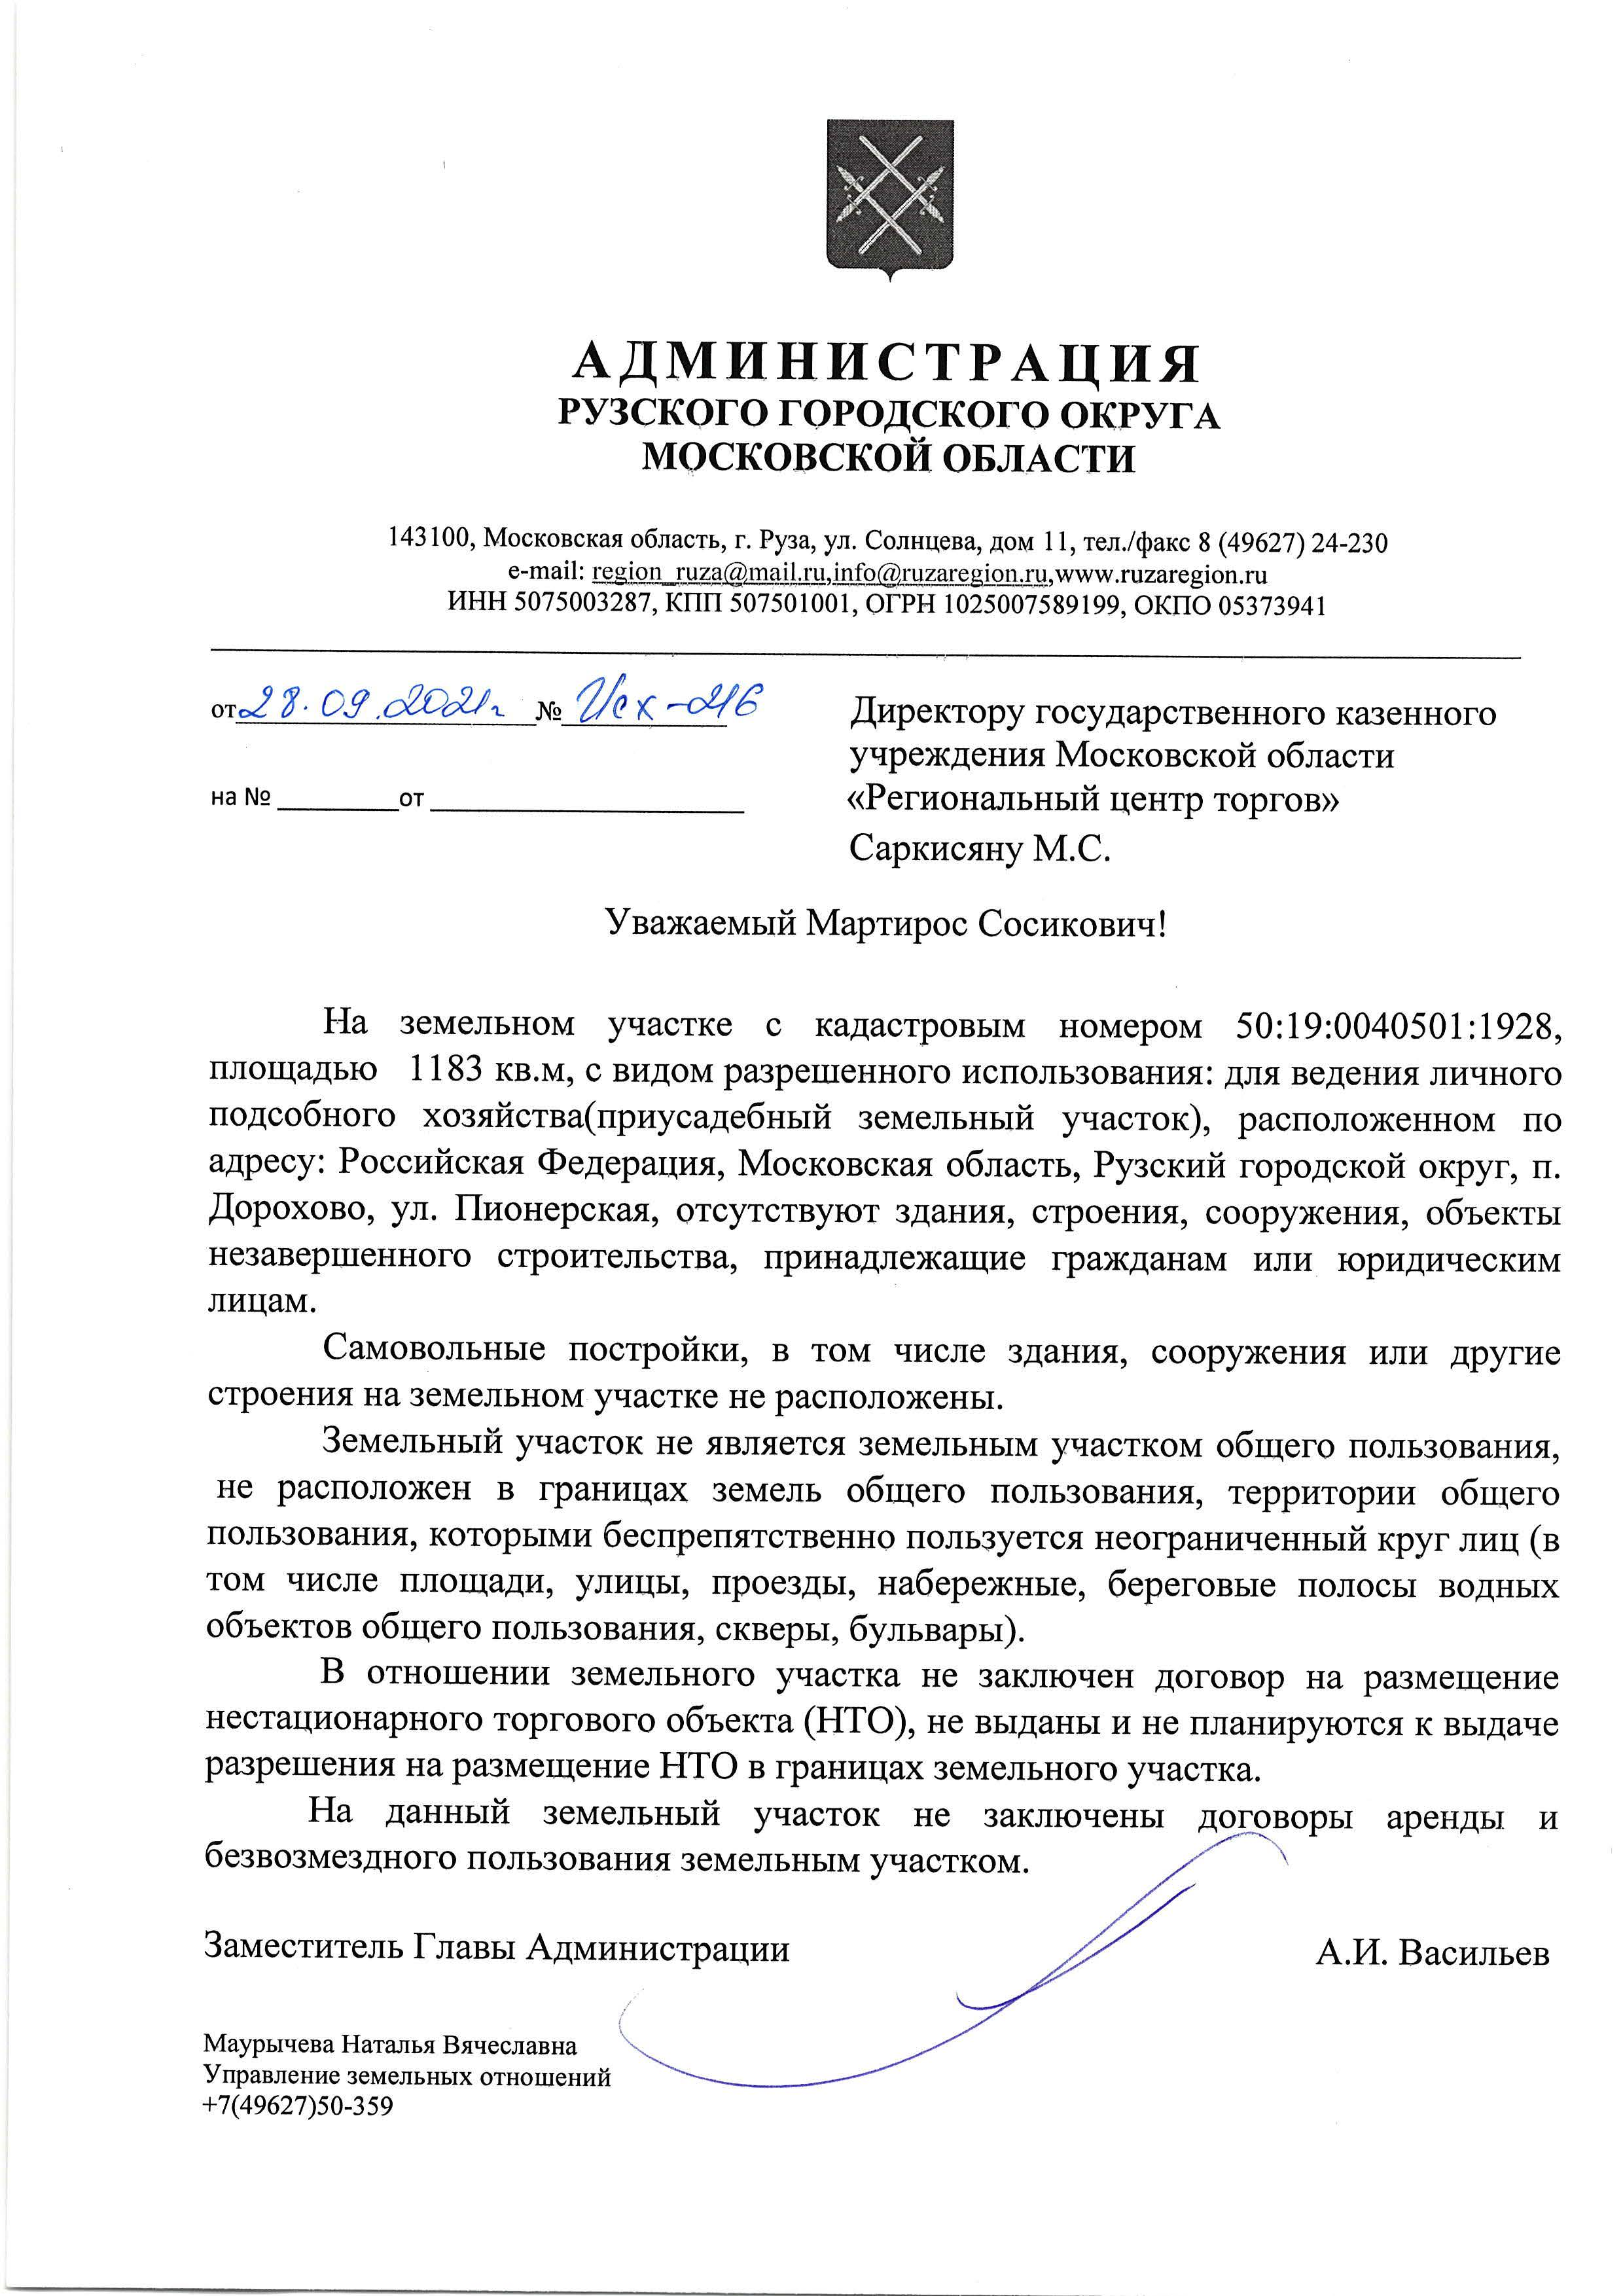 АДМИНИСТРАЦИЯ
РУЗСКОГО ГОРОДСКОГО ОКРУГА
МОСКОВСКОЙ ОБЛАСТИ
143100, Московская область, г. Руза, ул. Солнцева, дом 11, тел./факс 8 (49627) 24-230
e-mail: region_ruza@mail.ru,info@ruzaregion.ru,www.ruzaregion.ru
ИНН 5075003287, КПП 507501001, ОГРН 1025007589199, ОКПО 05373941
от 28.09.2021г № Исх-216
на № _________от ___________________
Директору государственного казенного
учреждения Московской области
«Региональный центр торгов»
Саркисяну М.С.
Уважаемый Мартирос Сосикович!
На земельном участке с кадастровым номером 50:19:0040501:1928,
площадью 1183 кв.м, с видом разрешенного использования: для ведения личного
подсобного хозяйства(приусадебный земельный участок), расположенном по
адресу: Российская Федерация, Московская область, Рузский городской округ, п.
Дорохово, ул. Пионерская, отсутствуют здания, строения, сооружения, объекты
незавершенного строительства, принадлежащие гражданам или юридическим
лицам.
Самовольные постройки, в том числе здания, сооружения или другие
строения на земельном участке не расположены.
Земельный участок не является земельным участком общего пользования,
не расположен в границах земель общего пользования, территории общего
пользования, которыми беспрепятственно пользуется неограниченный круг лиц (в
том числе площади, улицы, проезды, набережные, береговые полосы водных
объектов общего пользования, скверы, бульвары).
В отношении земельного участка не заключен договор на размещение
нестационарного торгового объекта (НТО), не выданы и не планируются к выдаче
разрешения на размещение НТО в границах земельного участка.
На данный земельный участок не заключены договоры аренды и
безвозмездного пользования земельным участком.
Заместитель Главы Администрации А.И. Васильев
Маурычева Наталья Вячеславна
Управление земельных отношений
+7(49627)50-359